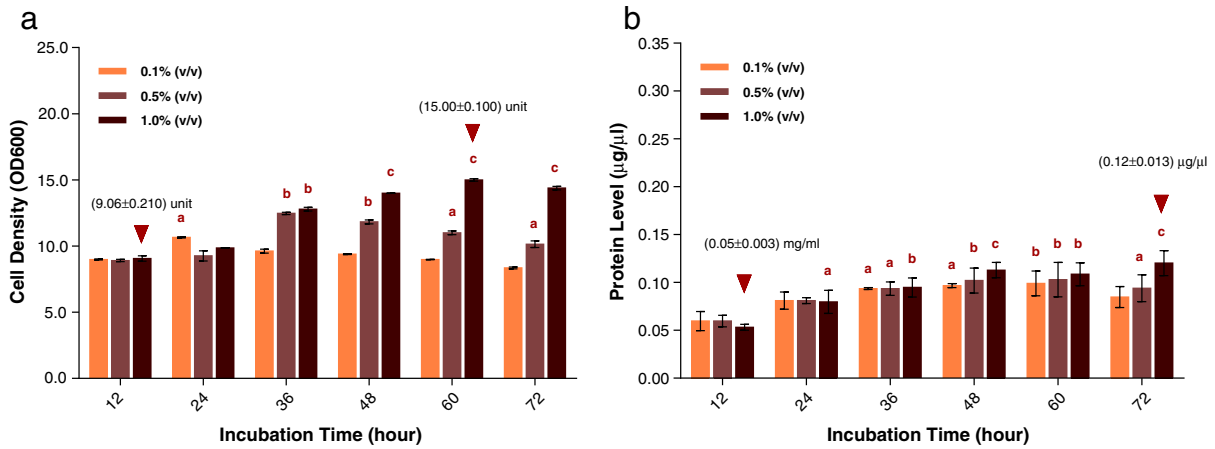 a
25.0
20.0
15.0
10.0
5.0
0.0
Cell Density (OD600)
0.1% (v/v)
0.5% (v/v)
1.0% (v/v)
(15.00±0.100) unit
(9.06±0.210) unit
a
b b
b c
a c
a c
12 24 36 48 60 72
Incubation Time (hour)
b
0.35
0.30
0.25
0.20
0.15
0.10
0.05
0.00
Protein Level (µg/µl)
0.1% (v/v)
0.5% (v/v)
1.0% (v/v)
(0.12±0.013) µg/µl
(0.05±0.003) mg/ml
a
a a b
a b c
b b b
a c
12 24 36 48 60 72
Incubation Time (hour)